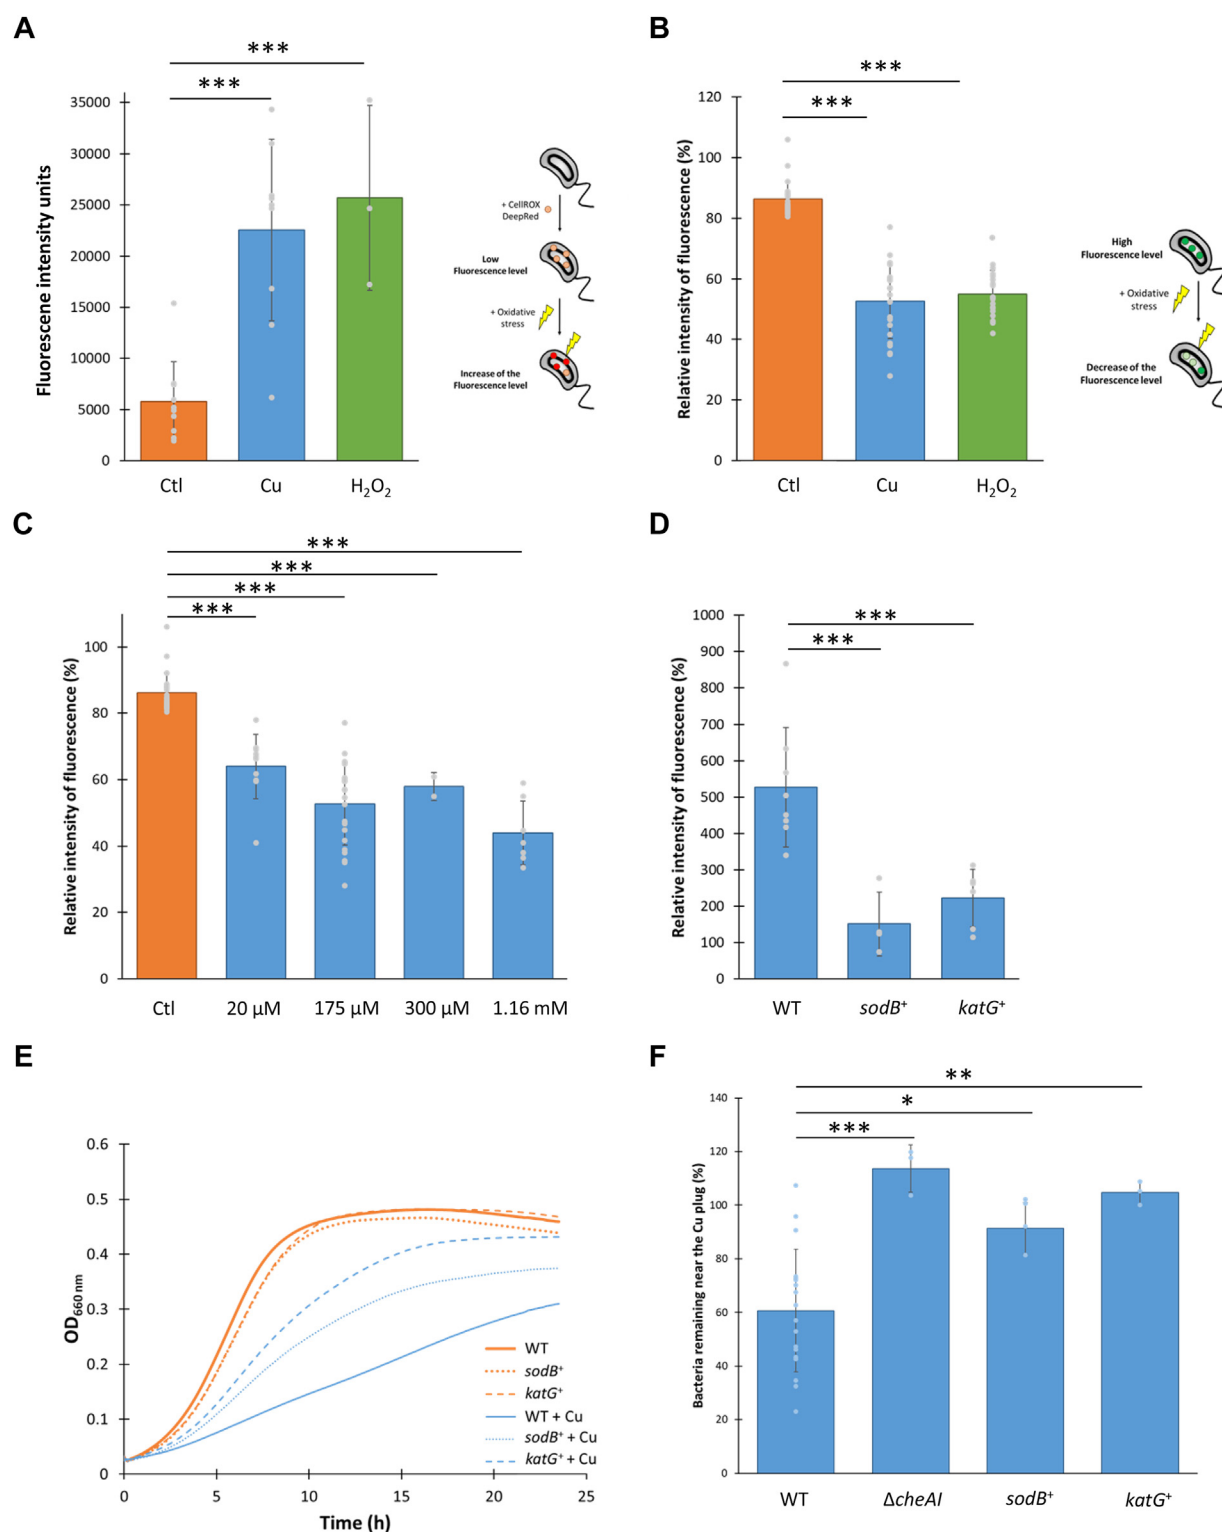 A
***
***
Fluorescene intensity units
35000
30000
25000
20000
15000
10000
5000
0
Ctl
Cu
H₂O₂
+ CellROX
DeepRed
Low
Fluorescence level
+ Oxidative
stress
Increase of the
Fluorescence level
B
***
***
Relative intensity of fluorescence (%)
120
100
80
60
40
20
0
Ctl
Cu
H₂O₂
High
Fluorescence level
+ Oxidative
stress
Decrease of the
Fluorescence level
C
***
***
***
***
Relative intensity of fluorescence (%)
100
80
60
40
20
0
Ctl
20 µM
175 µM
300 µM
1.16 mM
D
***
***
Relative intensity of fluorescence (%)
1000
900
800
700
600
500
400
300
200
100
0
WT
sodB⁺
katG⁺
E
OD660 nm
0.6
0.5
0.4
0.3
0.2
0.1
0
0
5
10
15
20
25
Time (h)
WT
sodB⁺
katG⁺
WT + Cu
sodB⁺ + Cu
katG⁺ + Cu
F
**
*
***
Bacteria remaining near the Cu plug (%)
140
120
100
80
60
40
20
0
WT
ΔcheAI
sodB⁺
katG⁺